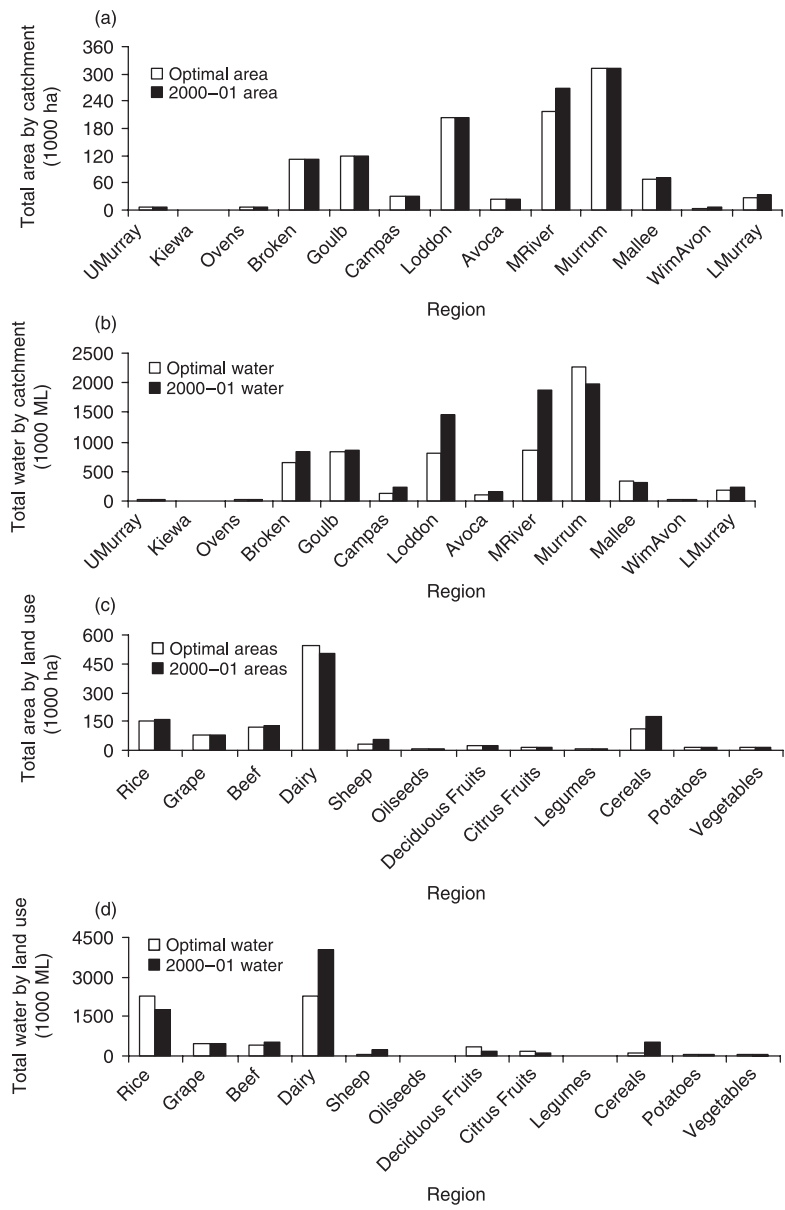 (a)
Total area by catchment
(1000 ha)
360
300
240
180
120
60
0
Optimal area
2000–01 area
UMurray
Kiewa
Ovens
Broken
Goulb
Campas
Loddon
Avoca
MRiver
Murrum
Mallee
WimAvon
LMurray
Region
(b)
Total water by catchment
(1000 ML)
2500
2000
1500
1000
500
0
Optimal water
2000–01 water
UMurray
Kiewa
Ovens
Broken
Goulb
Campas
Loddon
Avoca
MRiver
Murrum
Mallee
WimAvon
LMurray
Region
(c)
Total area by land use
(1000 ha)
600
450
300
150
0
Optimal areas
2000–01 areas
Rice
Grape
Beef
Dairy
Sheep
Oilseeds
Deciduous Fruits
Citrus Fruits
Legumes
Cereals
Potatoes
Vegetables
Region
(d)
Total water by land use
(1000 ML)
4500
3000
1500
0
Optimal water
2000–01 water
Rice
Grape
Beef
Dairy
Sheep
Oilseeds
Deciduous Fruits
Citrus Fruits
Legumes
Cereals
Potatoes
Vegetables
Region